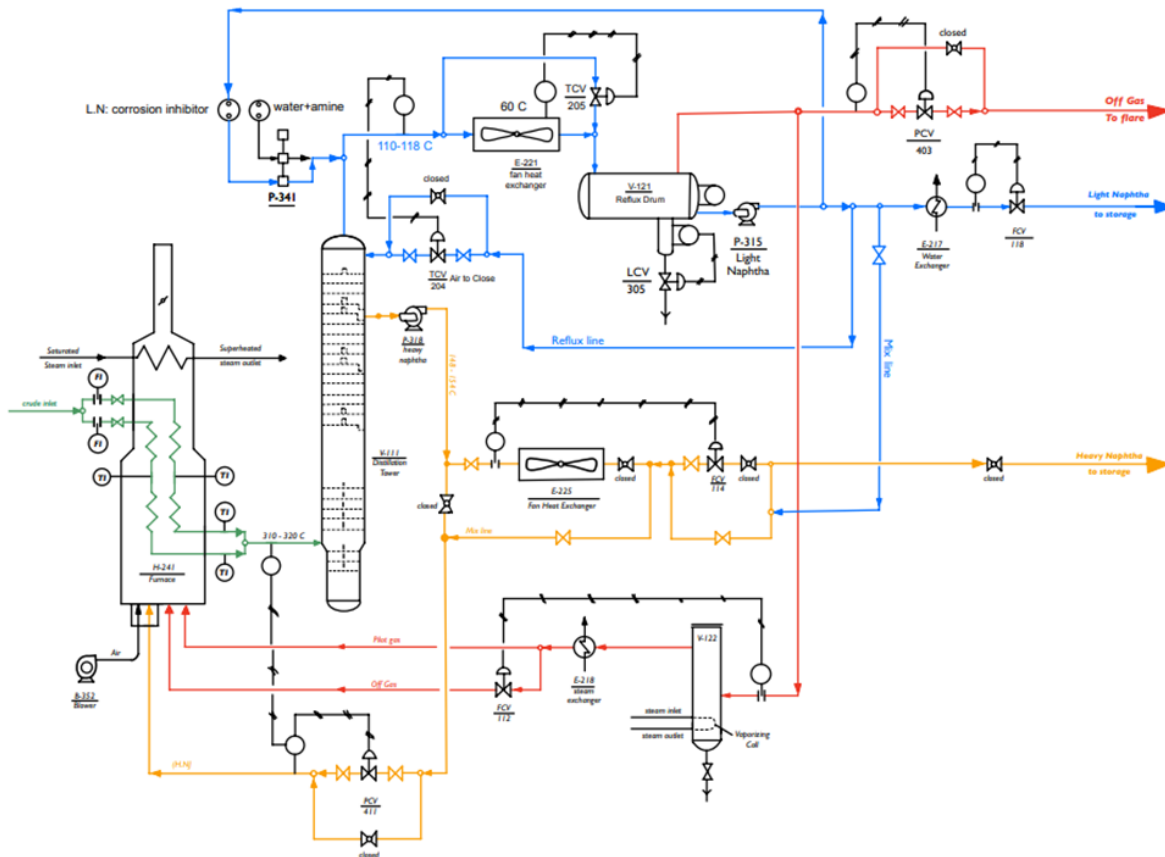 closed
Off Gas
To flare
PCV
403
L.N: corrosion inhibitor
water+amine
60 C
TCV
205
110-118 C
E-221
fan heat
exchanger
P-341
closed
V-121
Reflux Drum
Light Naphtha
to storage
P-315
Light
Naphtha
E-217
Water
Exchanger
FCV
118
TCV
204 Air to Close
LCV
305
Reflux line
Mix line
P-318
heavy
naphtha
148 - 154 C
Saturated
Steam inlet
Superheated
steam outlet
FI
crude inlet
FI
V-111
Distillation
Tower
TI
TI
TI
TI
310 - 320 C
H-241
Furnace
closed
E-225
Fan Heat Exchanger
closed
FCV
114
closed
Heavy Naphtha
to storage
closed
Mix line
Air
B-352
Blower
Pilot gas
Off Gas
FCV
112
E-218
steam
exchanger
V-122
steam inlet
steam outlet
Vaporizing
Coil
(H.N)
PCV
411
closed